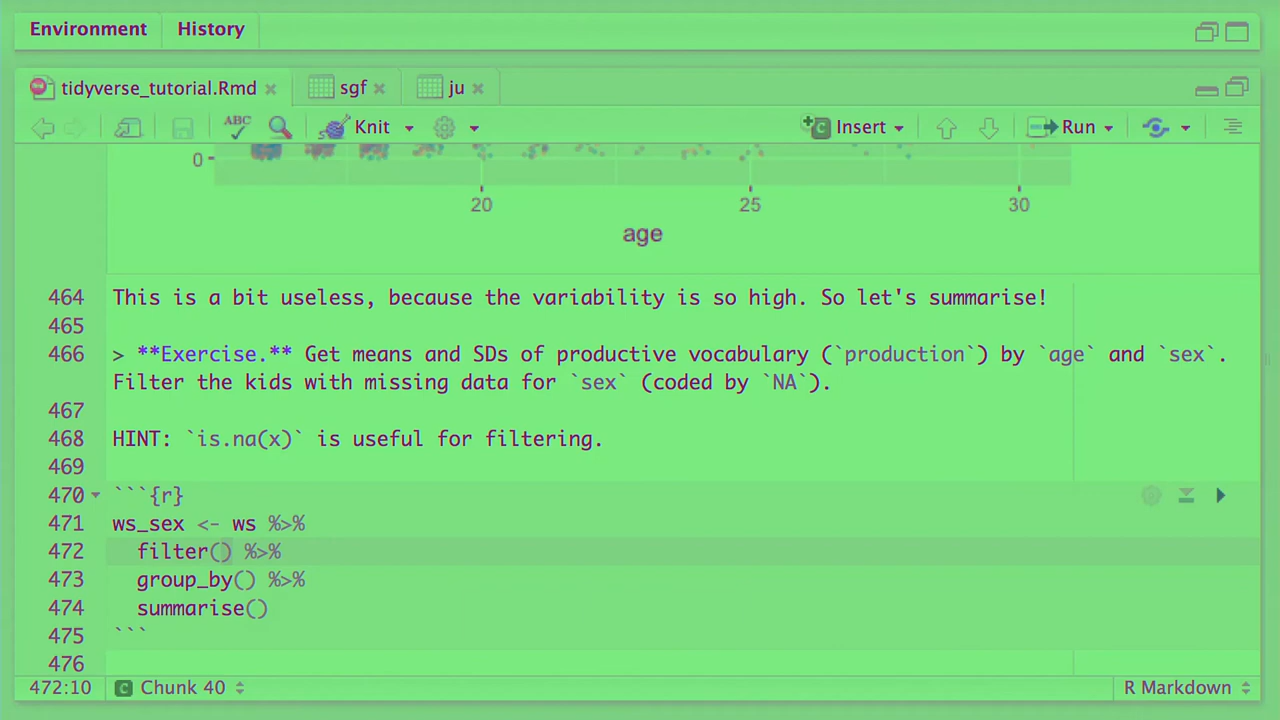 Environment History
tidyverse_tutorial.Rmd sgf ju
ABC Knit Insert Run
0
20 25 30
age
464 This is a bit useless, because the variability is so high. So let's summarise!
465
466 > **Exercise.** Get means and SDs of productive vocabulary (`production`) by `age` and `sex`.
Filter the kids with missing data for `sex` (coded by `NA`).
467
468 HINT: `is.na(x)` is useful for filtering.
469
470 ```{r}
471 ws_sex <- ws %>%
472 filter() %>%
473 group_by() %>%
474 summarise()
475 ```
476
472:10 C Chunk 40 R Markdown